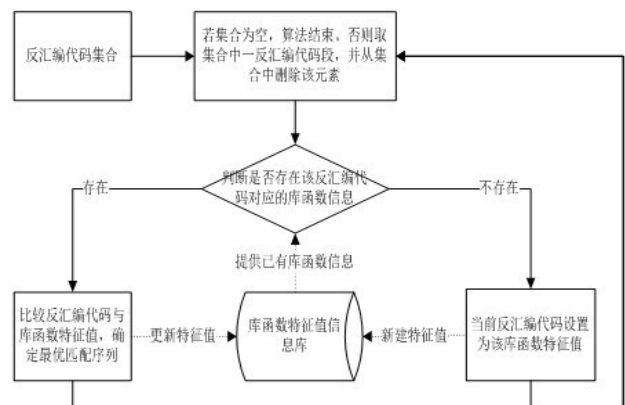 反汇编代码集合
若集合为空，算法结束。否则取
集合中一反汇编代码段，并从集
合中删除该元素
判断是否存在该反汇编代
码对应的库函数信息
存在
不存在
提供已有库函数信息
比较反汇编代码与
库函数特征值，确
定最优匹配序列
更新特征值
库函数特征值信
息库
新建特征值
当前反汇编代码设置
为该库函数特征值